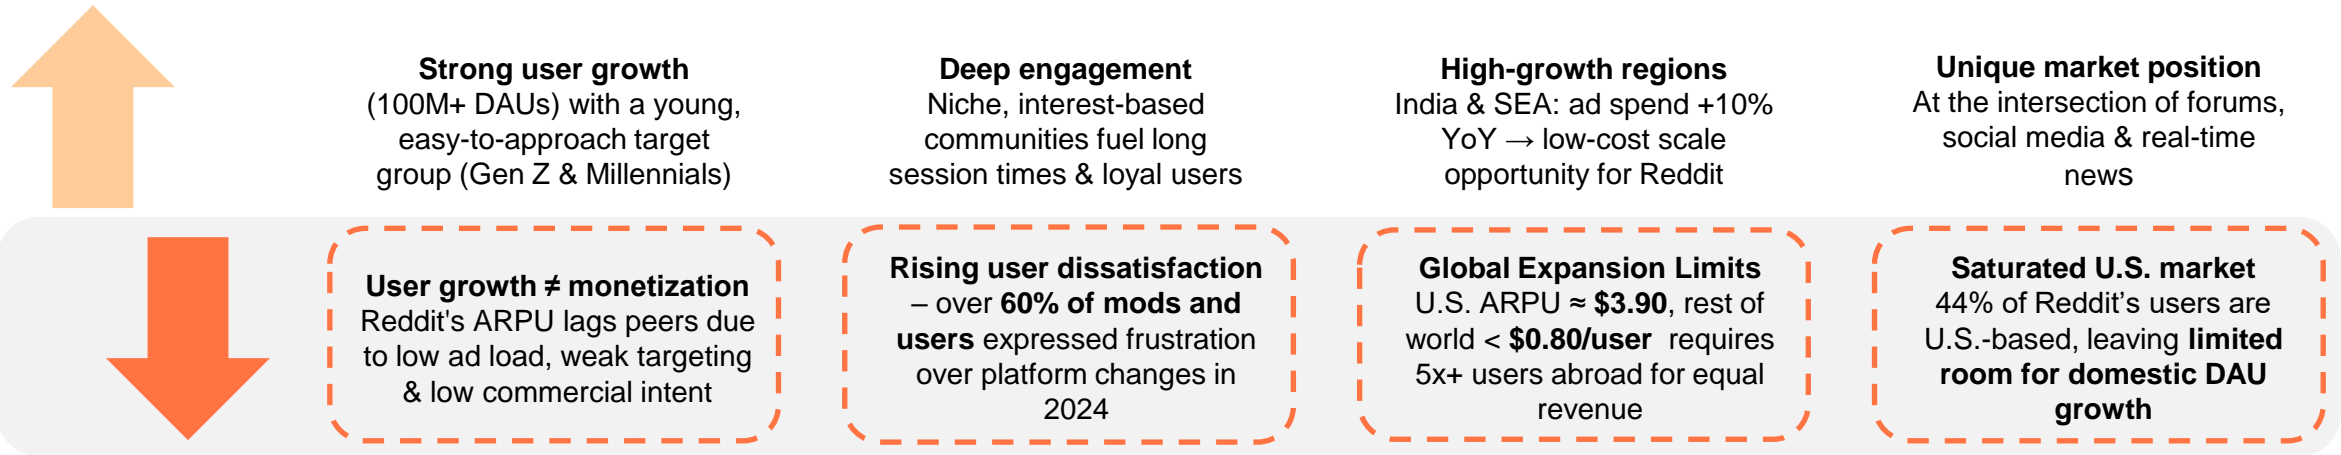 Strong user growth
(100M+ DAUs) with a young,
easy-to-approach target
group (Gen Z & Millennials)
Deep engagement
Niche, interest-based
communities fuel long
session times & loyal users
High-growth regions
India & SEA: ad spend +10%
YoY → low-cost scale
opportunity for Reddit
Unique market position
At the intersection of forums,
social media & real-time
news
User growth ≠ monetization
Reddit's ARPU lags peers due
to low ad load, weak targeting
& low commercial intent
Rising user dissatisfaction
– over 60% of mods and
users expressed frustration
over platform changes in
2024
Global Expansion Limits
U.S. ARPU ≈ $3.90, rest of
world < $0.80/user requires
5x+ users abroad for equal
revenue
Saturated U.S. market
44% of Reddit’s users are
U.S.-based, leaving limited
room for domestic DAU
growth